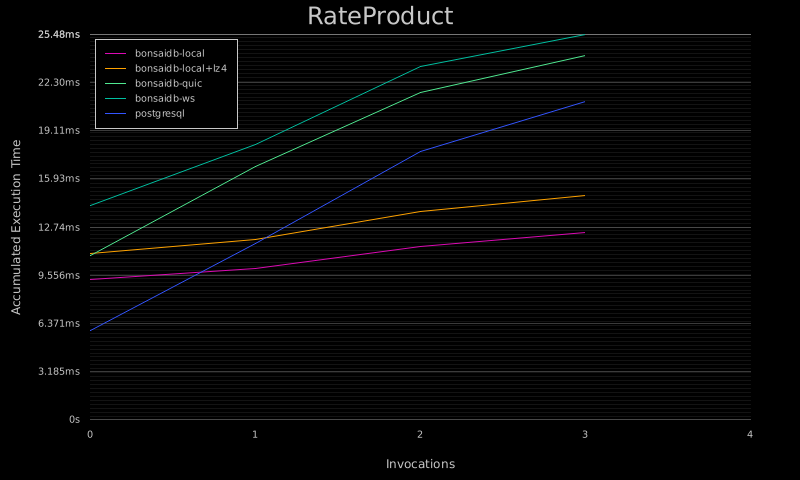 RateProduct
25.48ms
22.30ms
19.11ms
15.93ms
12.74ms
9.556ms
6.371ms
3.185ms
0s
Accumulated Execution Time
bonsaidb-local
bonsaidb-local+lz4
bonsaidb-quic
bonsaidb-ws
postgresql
0 1 2 3 4
Invocations